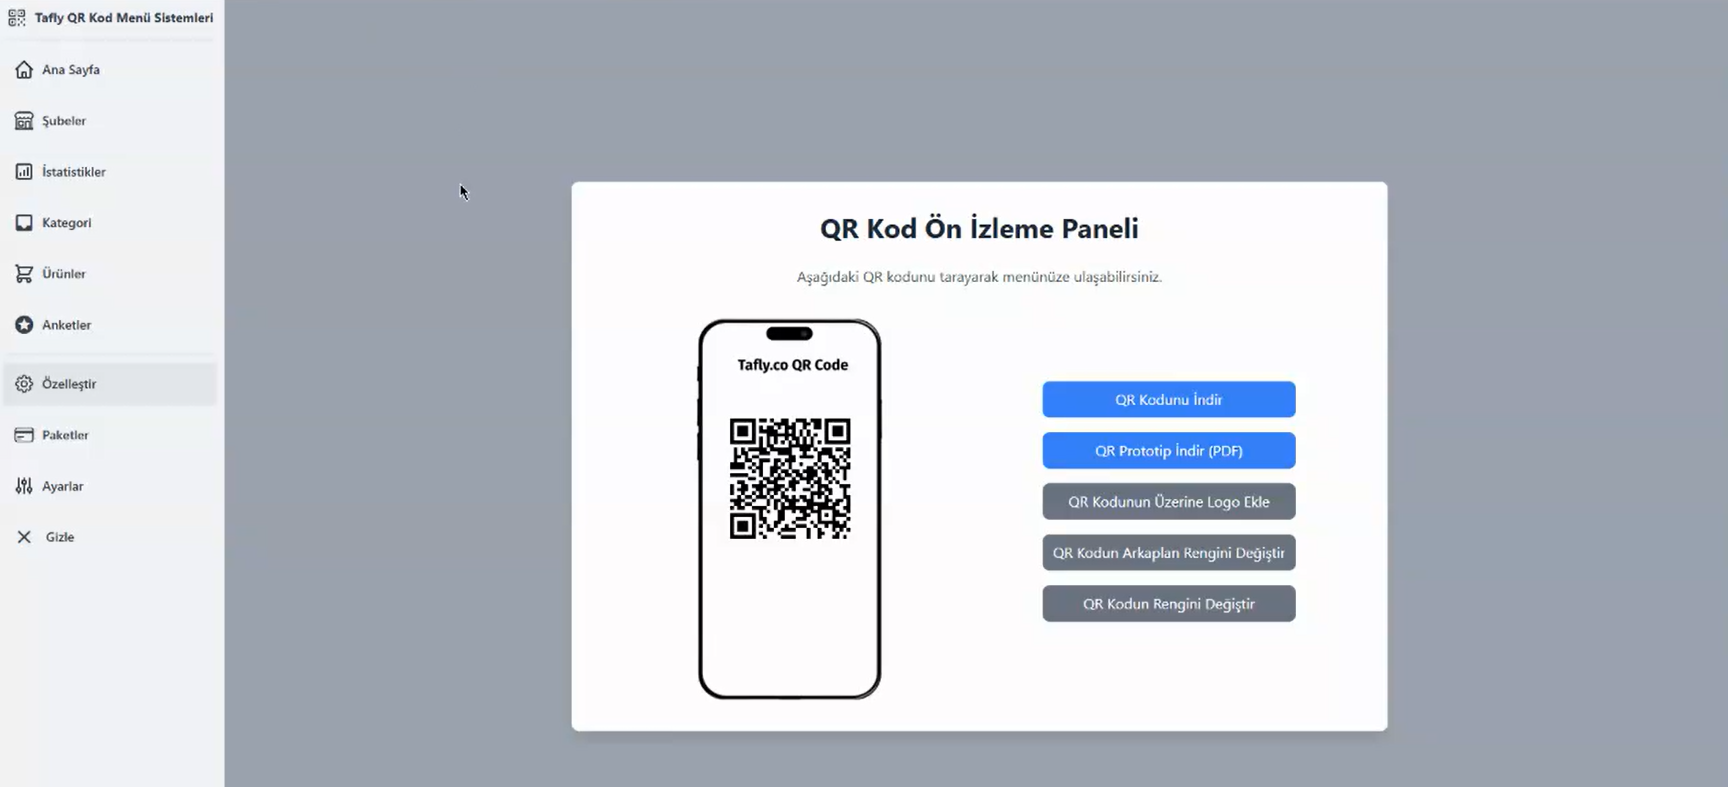 Tafly QR Kod Menü Sistemleri
Ana Sayfa
Şubeler
İstatistikler
Kategori
Ürünler
Anketler
Özelleştir
Paketler
Ayarlar
Gizle
QR Kod Ön İzleme Paneli
Aşağıdaki QR kodunu tarayarak menünüze ulaşabilirsiniz.
Tafly.co QR Code
QR Kodunu İndir
QR Prototip İndir (PDF)
QR Kodunun Üzerine Logo Ekle
QR Kodun Arkaplan Rengini Değiştir
QR Kodun Rengini Değiştir